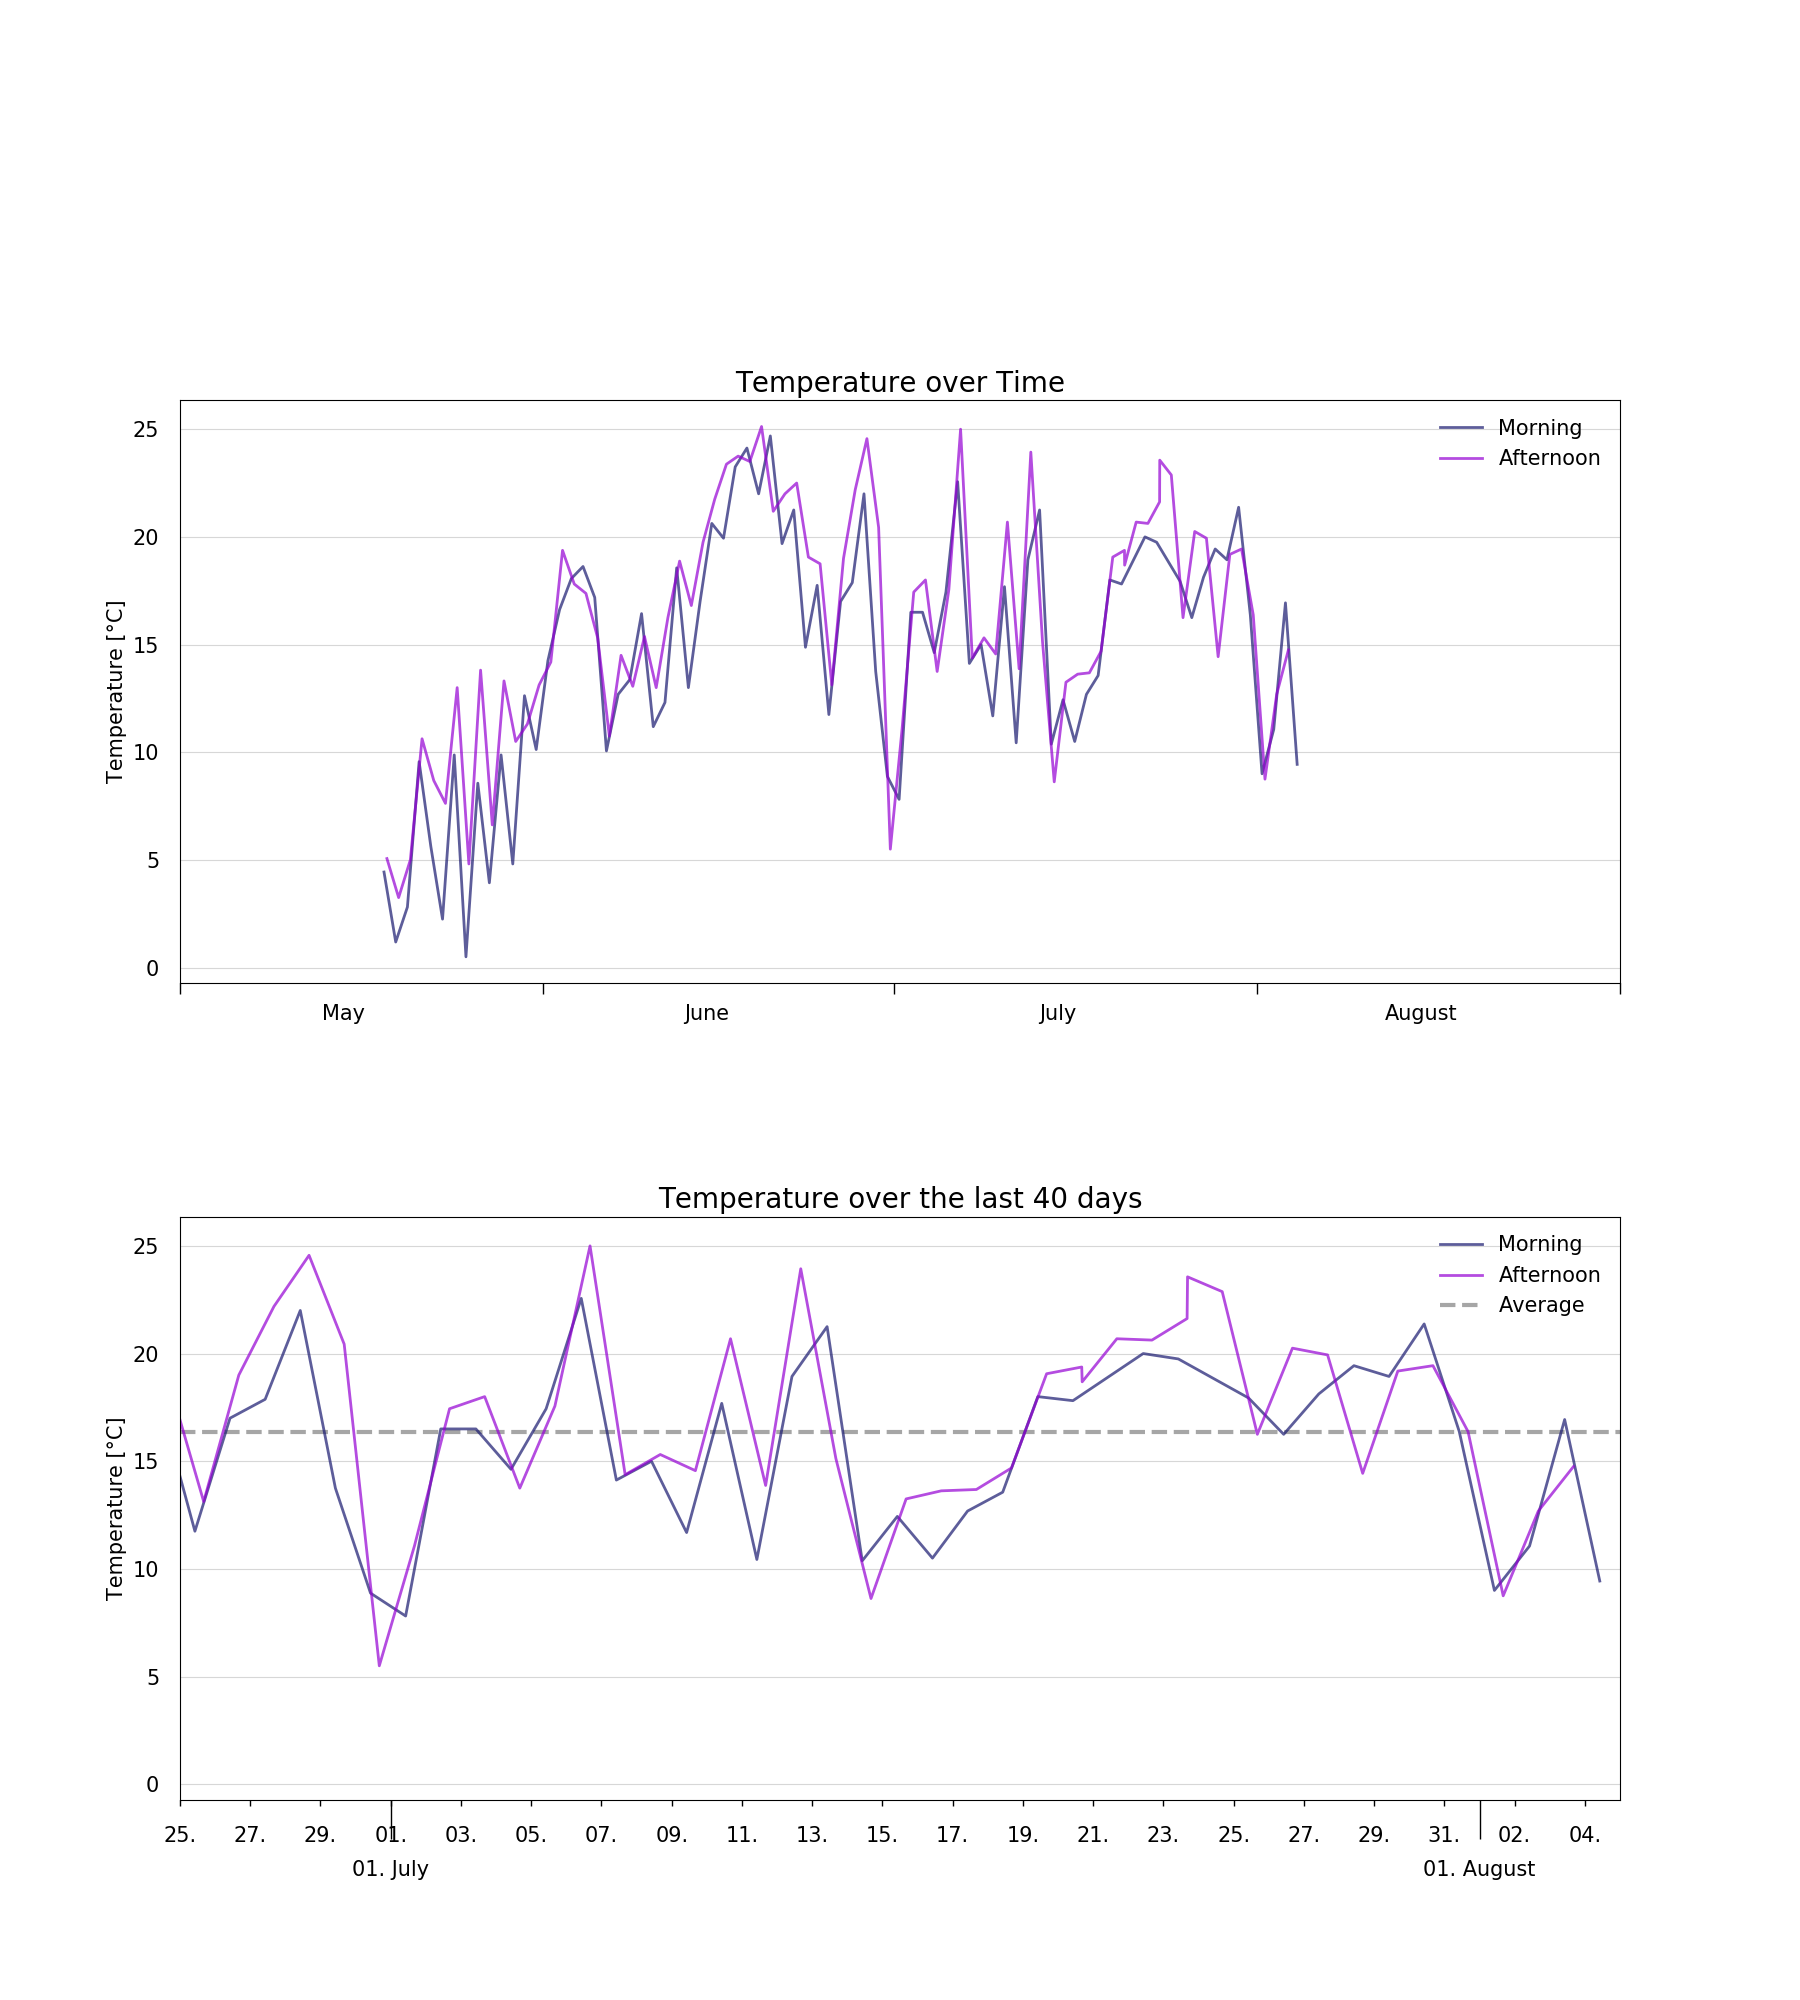 Temperature over Time
Morning
Afternoon
Temperature [°C]
25
20
15
10
5
0
May June July August
Temperature over the last 40 days
Morning
Afternoon
Average
Temperature [°C]
25
20
15
10
5
0
25. 27. 29. 01. 03. 05. 07. 09. 11. 13. 15. 17. 19. 21. 23. 25. 27. 29. 31. 02. 04.
01. July 01. August